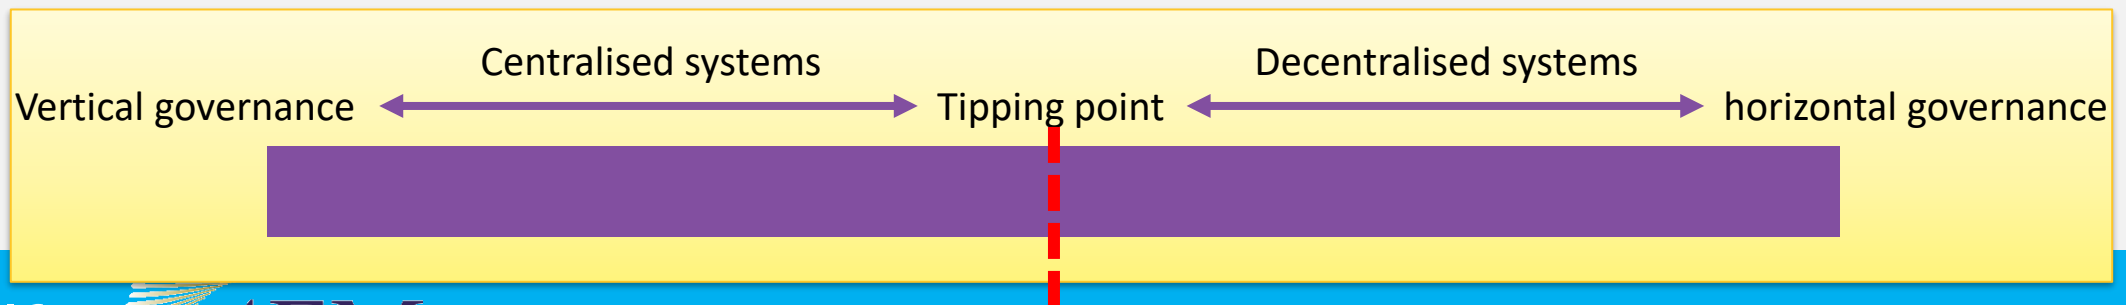 Centralised systems
Decentralised systems
Vertical governance
Tipping point
horizontal governance